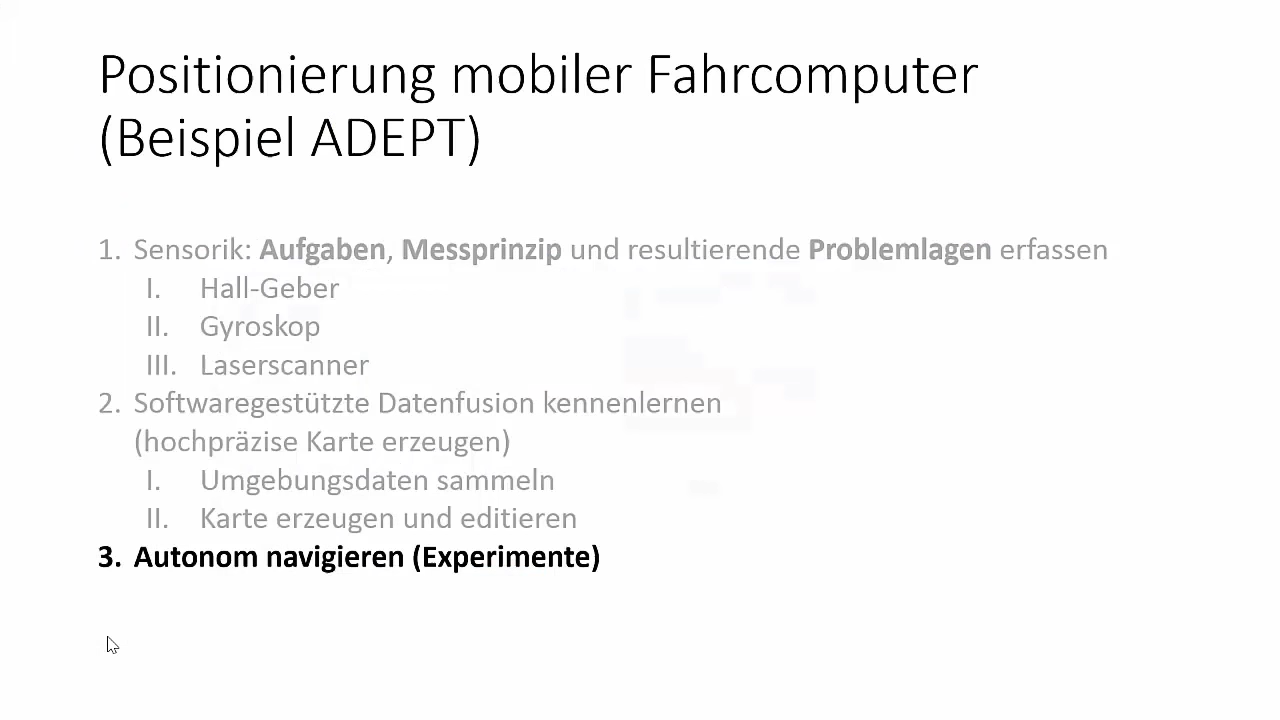 Positionierung mobiler Fahrcomputer
(Beispiel ADEPT)
1. Sensorik: Aufgaben, Messprinzip und resultierende Problemlagen erfassen
I. Hall-Geber
II. Gyroskop
III. Laserscanner
2. Softwaregestützte Datenfusion kennenlernen
(hochpräzise Karte erzeugen)
I. Umgebungsdaten sammeln
II. Karte erzeugen und editieren
3. Autonom navigieren (Experimente)